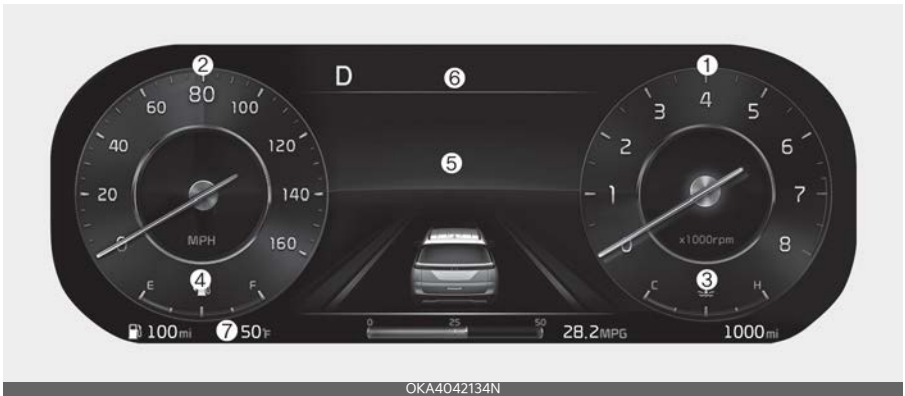 ② D ⑥ ①
60 80 100 3 4 5
40 120 2 6
⑤
20 140 1 7
0 MPH 160 0 x1000rpm 8
E ④ F C ③ H
100mi ⑦ 50°F 0 25 50 28.2MPG 1000mi
OKA4042134N